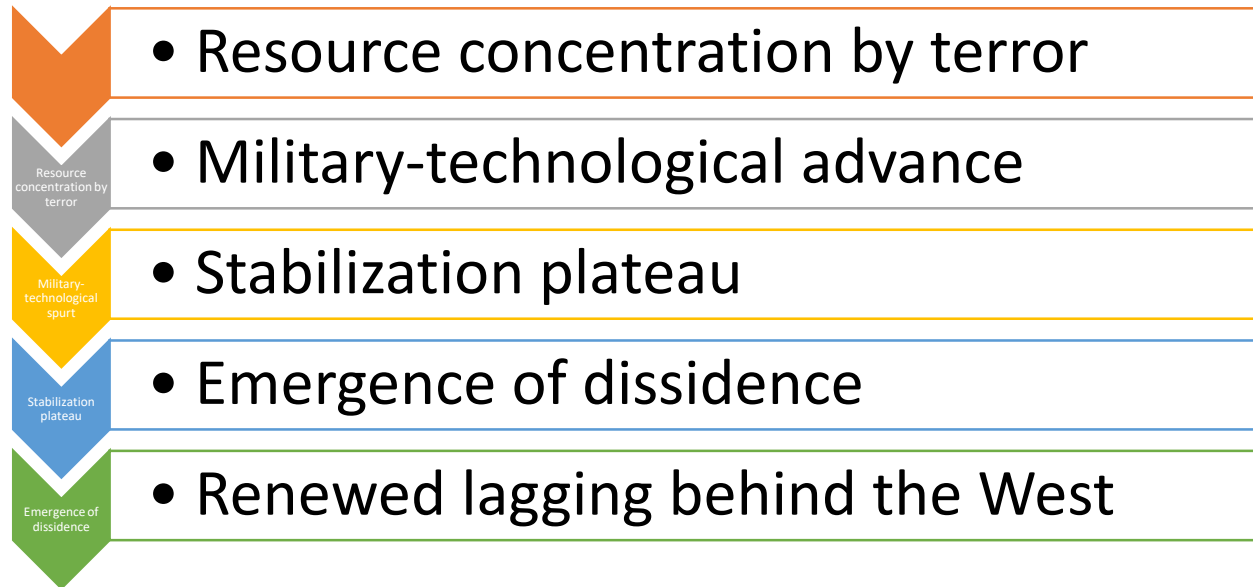 • Resource concentration by terror
Resource
concentration by
terror
• Military-technological advance
Military-
technological
spurt
• Stabilization plateau
Stabilization
plateau
• Emergence of dissidence
Emergence of
dissidence
• Renewed lagging behind the West